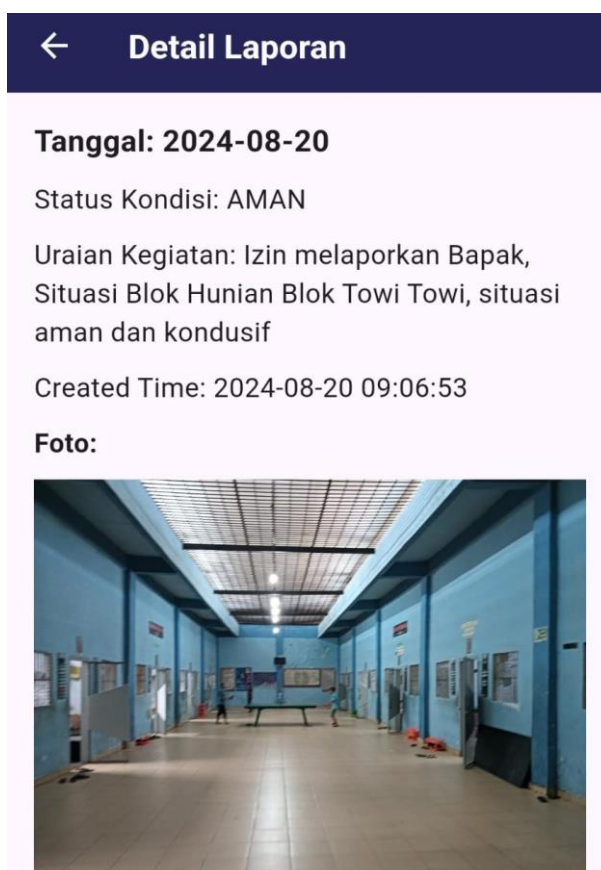 Detail Laporan
Tanggal: 2024-08-20
Status Kondisi: AMAN
Uraian Kegiatan: Izin melaporkan Bapak,
Situasi Blok Hunian Blok Towi Towi, situasi
aman dan kondusif
Created Time: 2024-08-20 09:06:53
Foto: